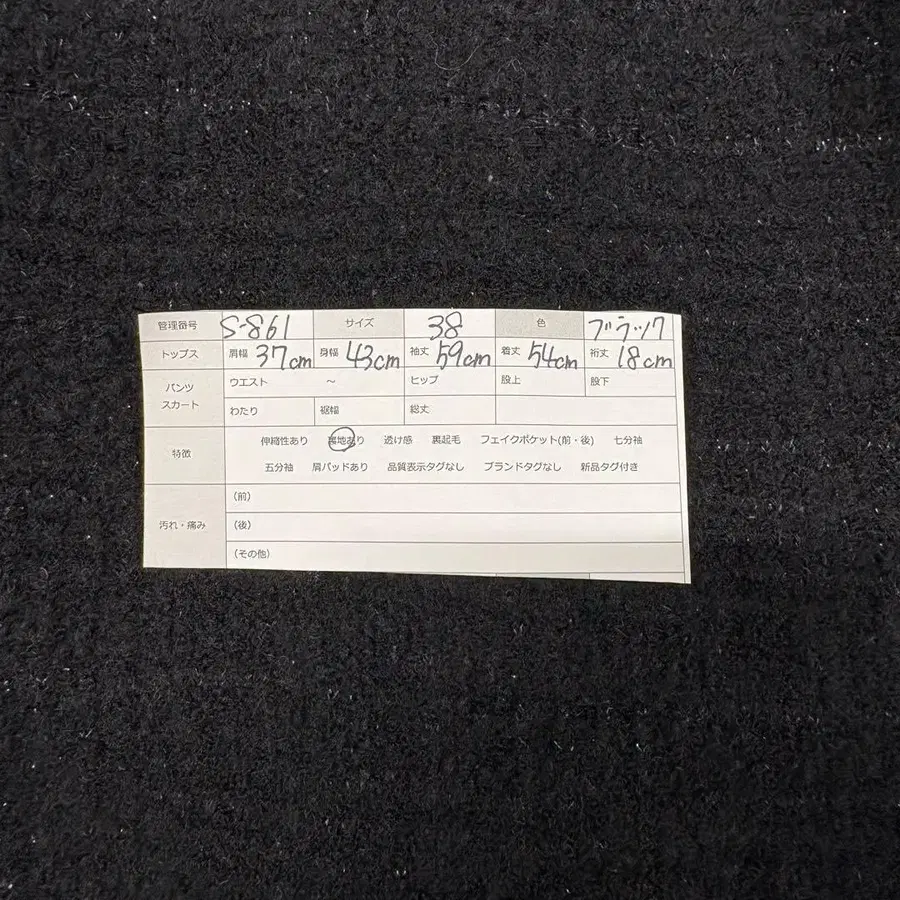 管理番号 S-861 サイズ 38 色 ブラック
トップス 肩幅 37cm 身幅 43cm 袖丈 59cm 着丈 54cm 裄丈 18cm
パンツ スカート ウエスト ～ ヒップ 股上 股下
わたり 裾幅 総丈
特徴 伸縮性あり 裏地あり 透け感 裏起毛 フェイクポケット(前・後) 七分袖
五分袖 肩パッドあり 品質表示タグなし ブランドタグなし 新品タグ付き
汚れ・痛み (前)
(後)
(その他)